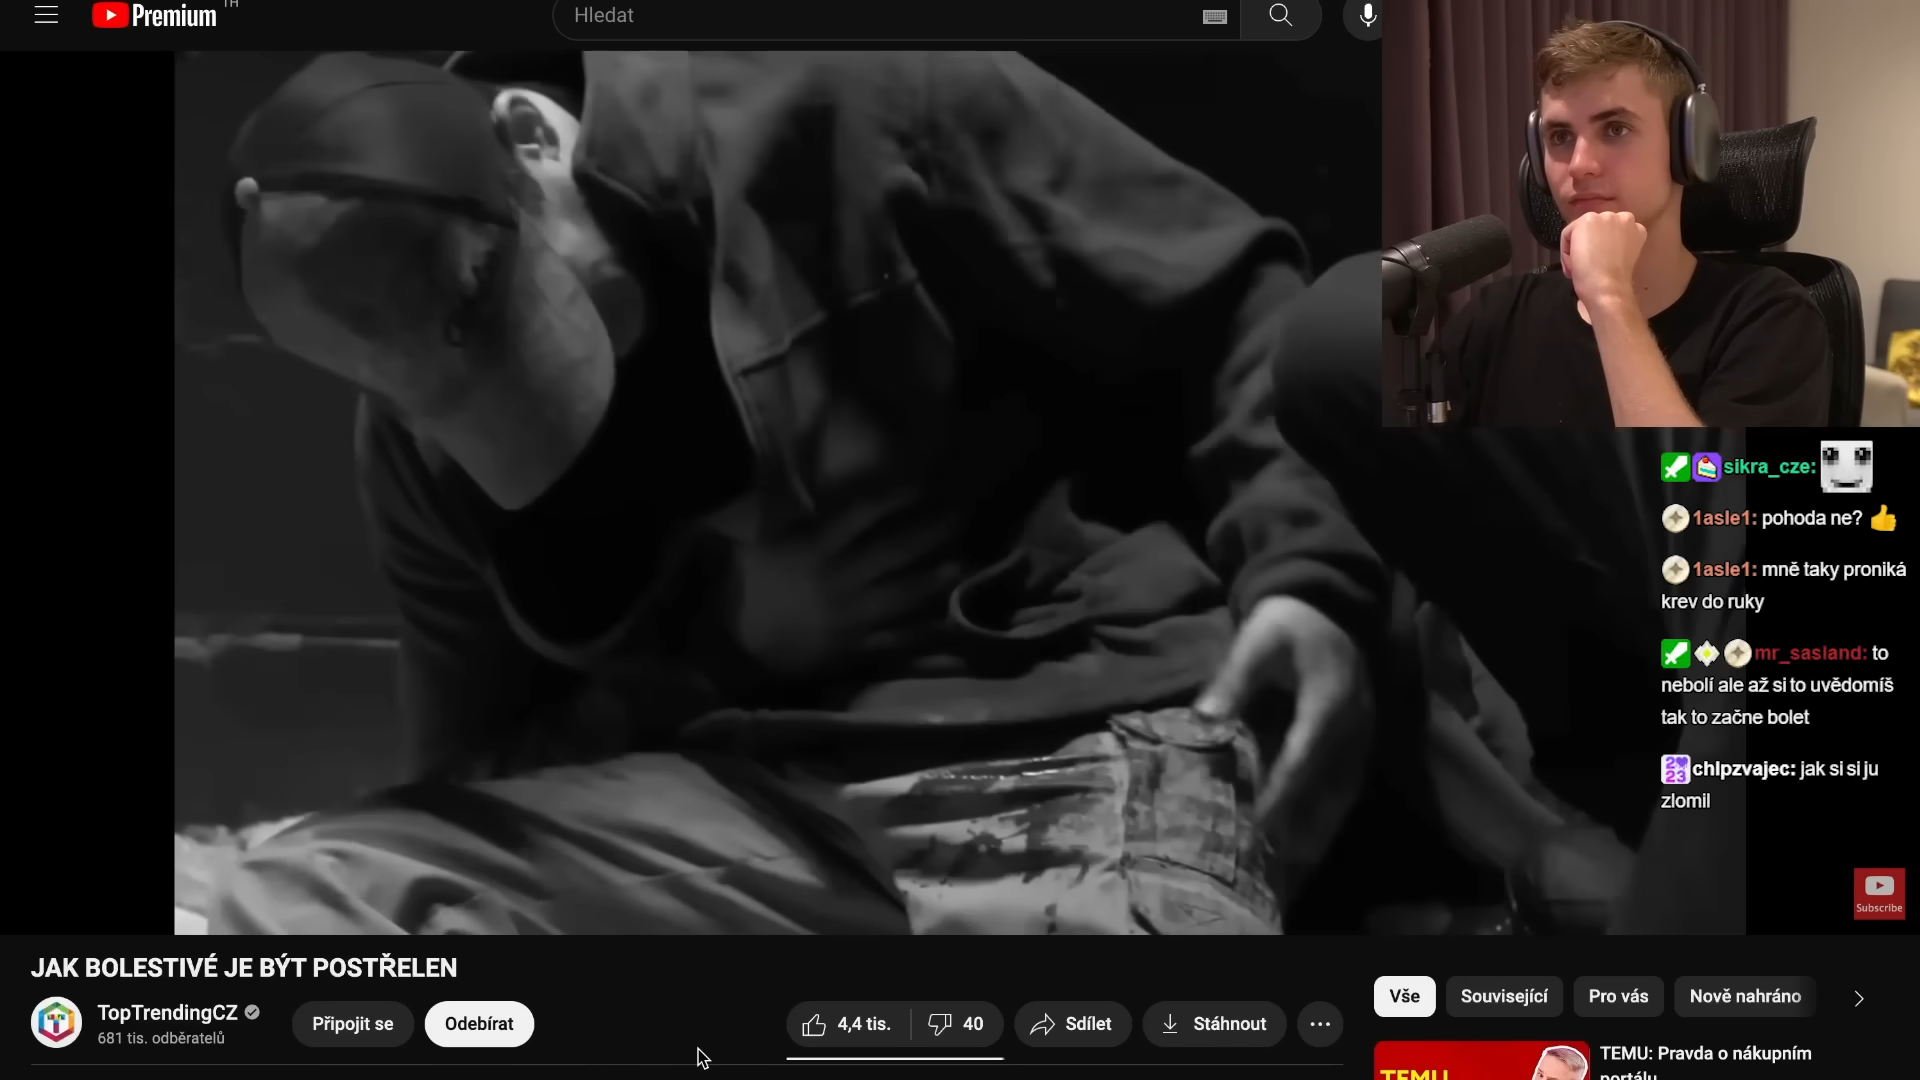 Premium TH
Hledat
sikra_cze:
1asle1: pohoda ne?
1asle1: mně taky proniká
krev do ruky
mr_sasland: to
nebolí ale až si to uvědomíš
tak to začne bolet
chlpzvajec: jak si si ju
zlomil
Subscribe
JAK BOLESTIVÉ JE BÝT POSTŘELEN
TopTrendingCZ
681 tis. odběratelů
Připojit se
Odebírat
4,4 tis.
40
Sdílet
Stáhnout
Vše
Související
Pro vás
Nově nahráno
TEMU
TEMU: Pravda o nákupním
portálu